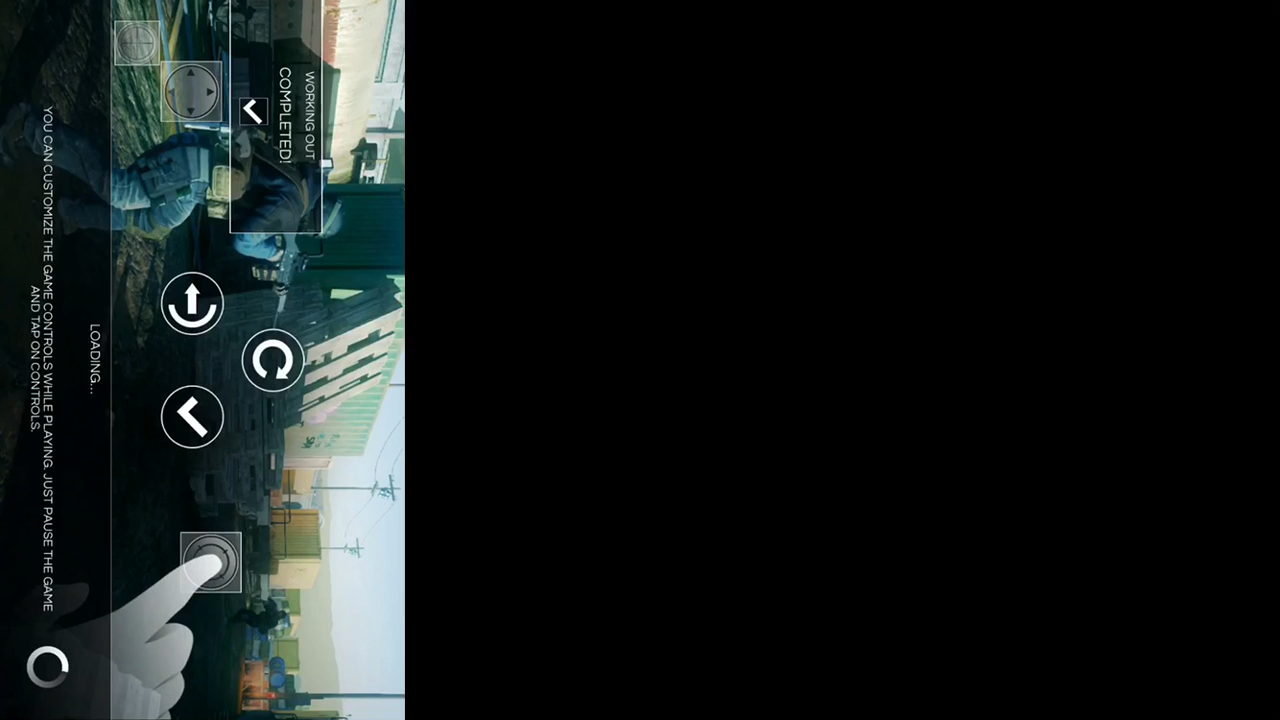 WORKING OUT
COMPLETED!
LOADING...
YOU CAN CUSTOMIZE THE GAME CONTROLS WHILE PLAYING. JUST PAUSE THE GAME
AND TAP ON CONTROLS.